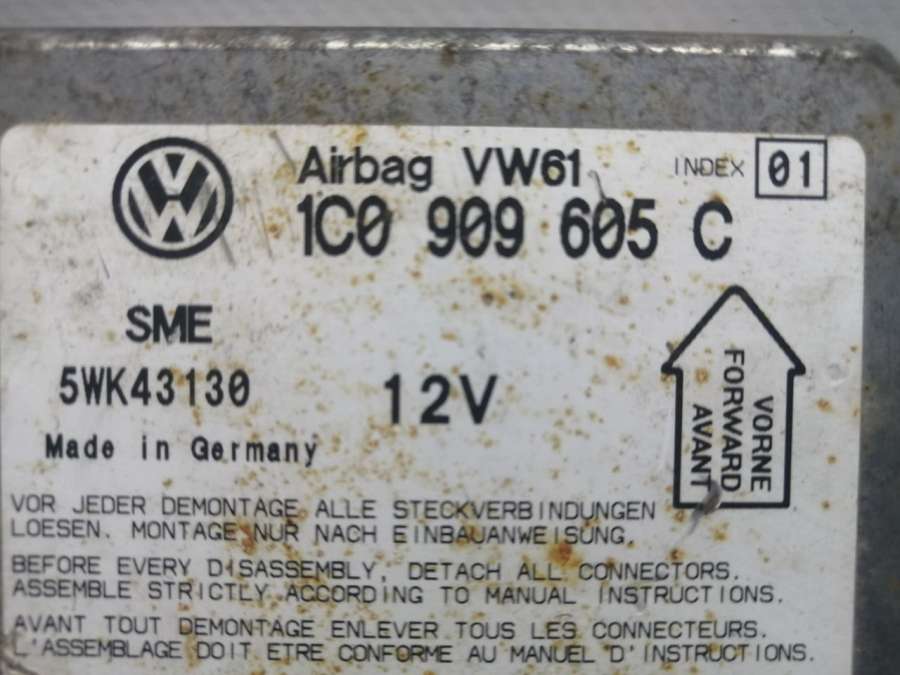 Airbag VW61 INDEX 01
1C0 909 605 C
SME
5WK43130
12V
Made in Germany
VORNE
FORWARD
AVANT
VOR JEDER DEMONTAGE ALLE STECKVERBINDUNGEN
LOESEN. MONTAGE NUR NACH EINBAUANWEISUNG.
BEFORE EVERY DISASSEMBLY, DETACH ALL CONNECTORS.
ASSEMBLE STRICTLY ACCORDING TO MANUAL INSTRUCTIONS.
AVANT TOUT DEMONTAGE ENLEVER TOUS LES CONNECTEURS.
L'ASSEMBLAGE DOIT ETRE CONFORME AU MANUEL D'INSTRUCTIONS.